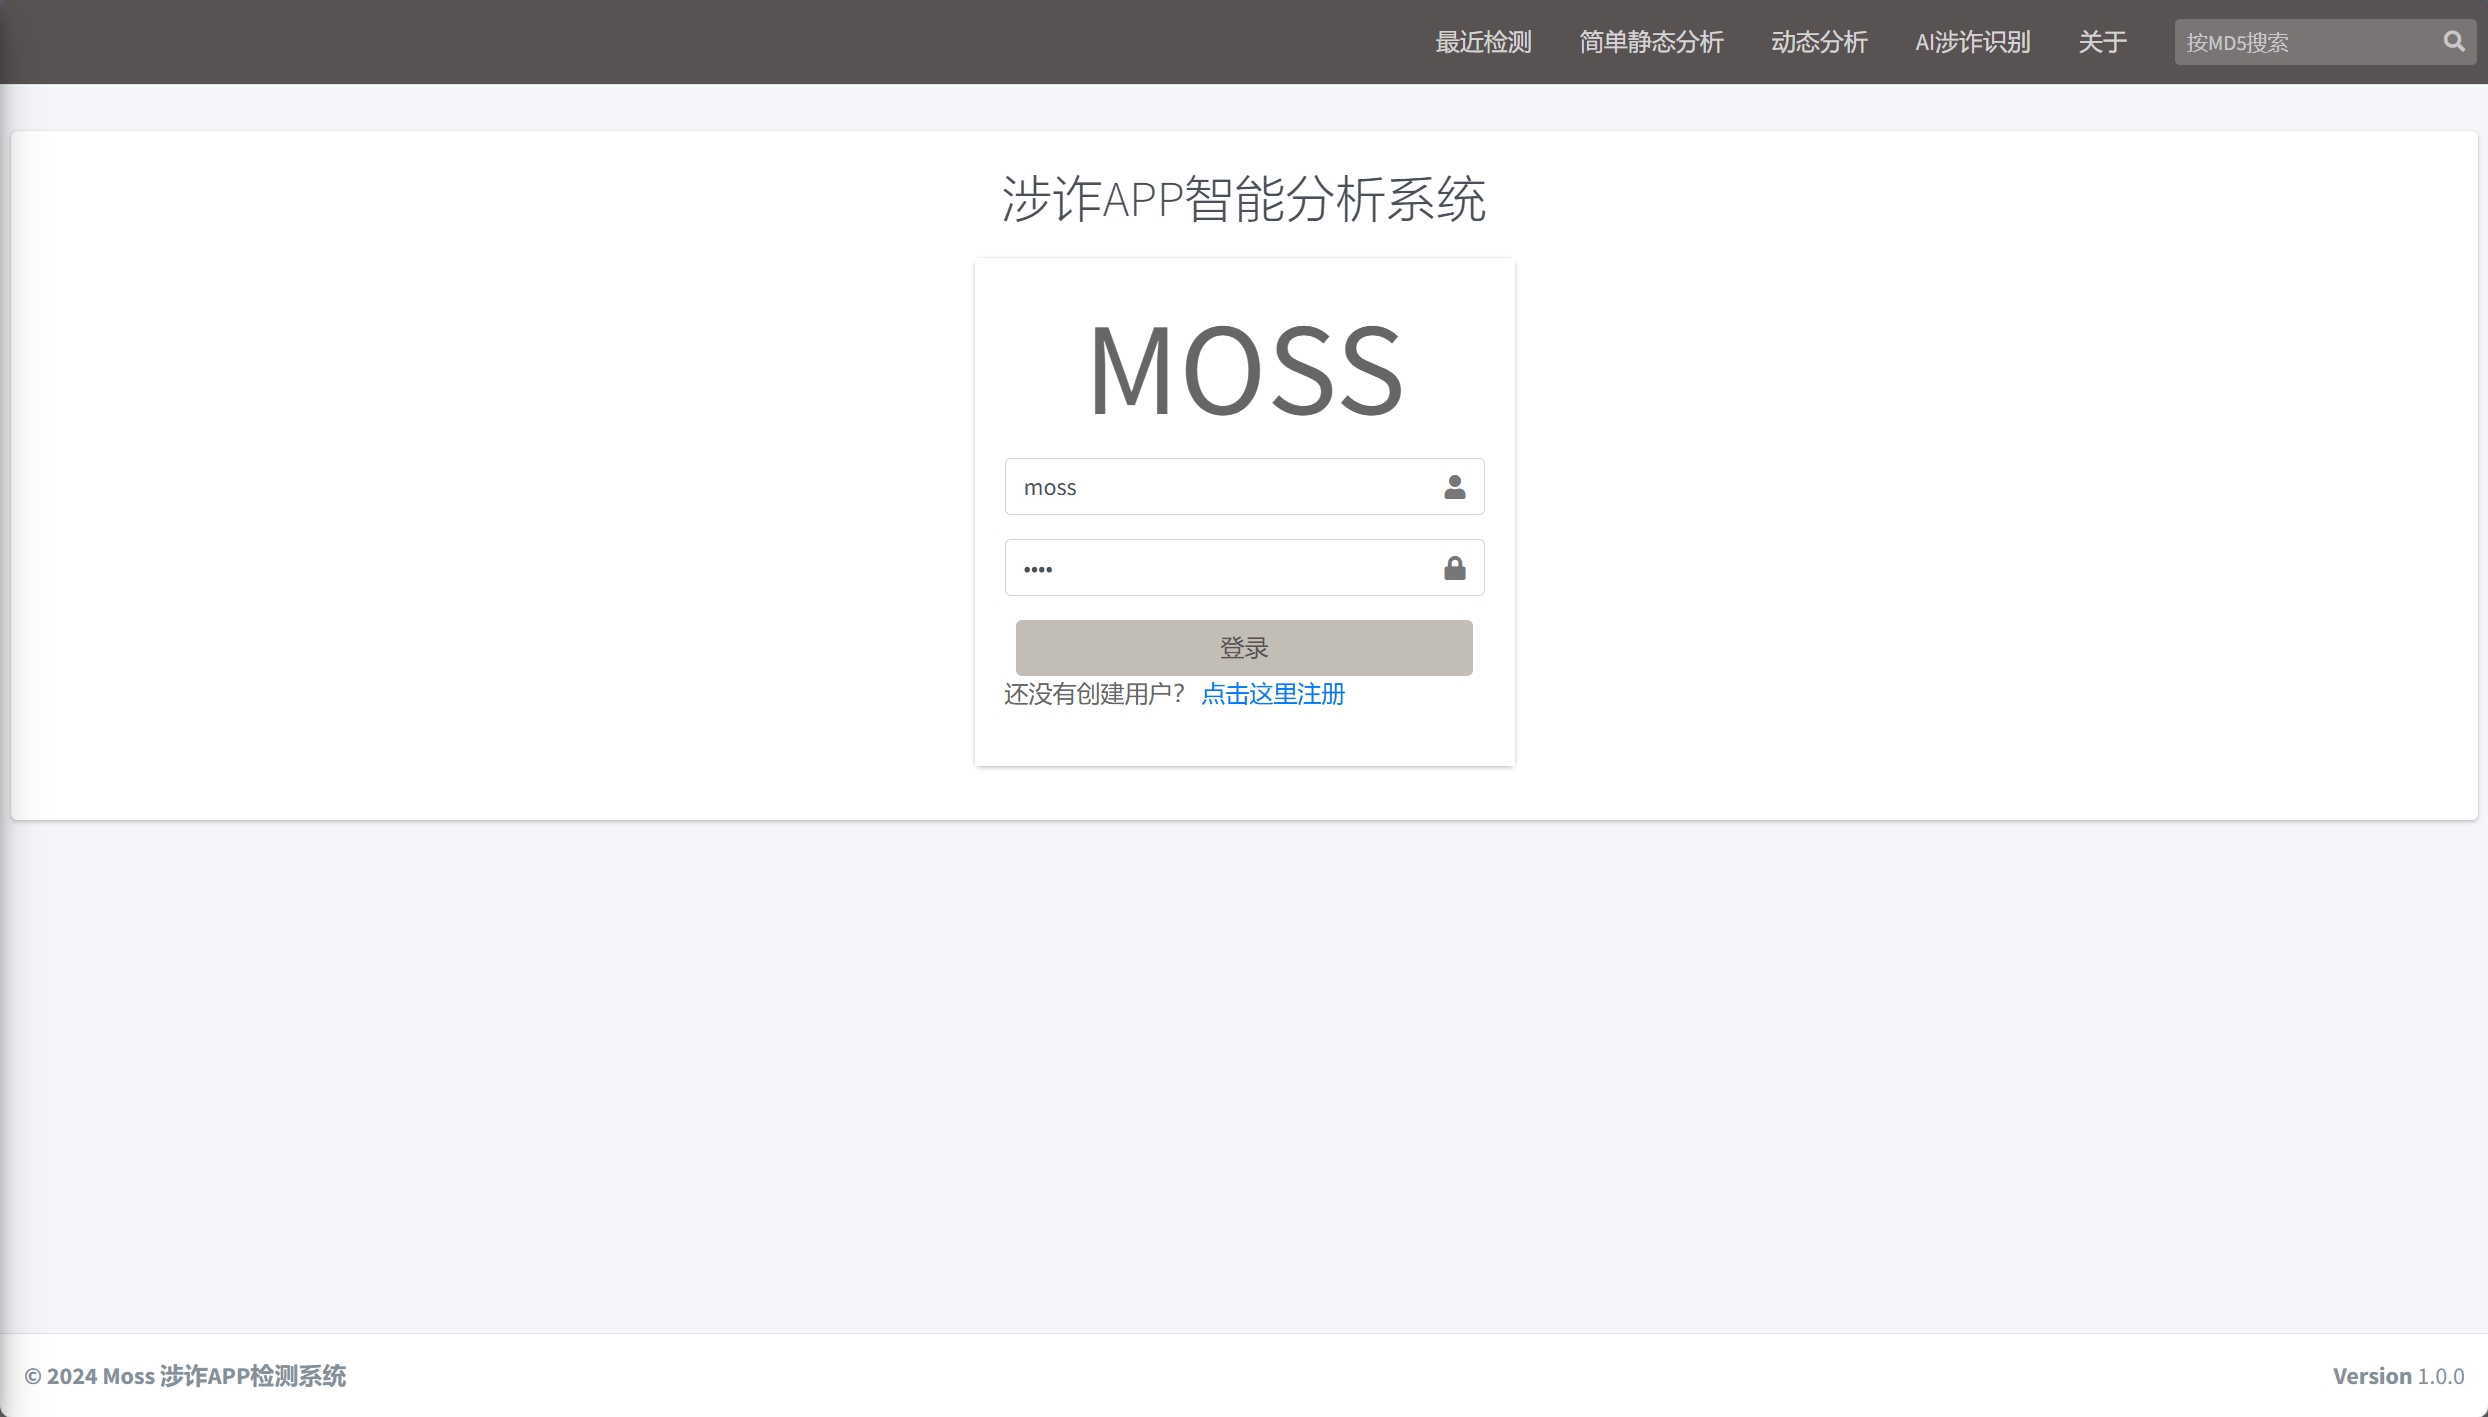 最近检测 简单静态分析 动态分析 AI涉诈识别 关于 按MD5搜索
涉诈APP智能分析系统
MOSS
moss
••••
登录
还没有创建用户？ 点击这里注册
© 2024 Moss 涉诈APP检测系统 Version 1.0.0